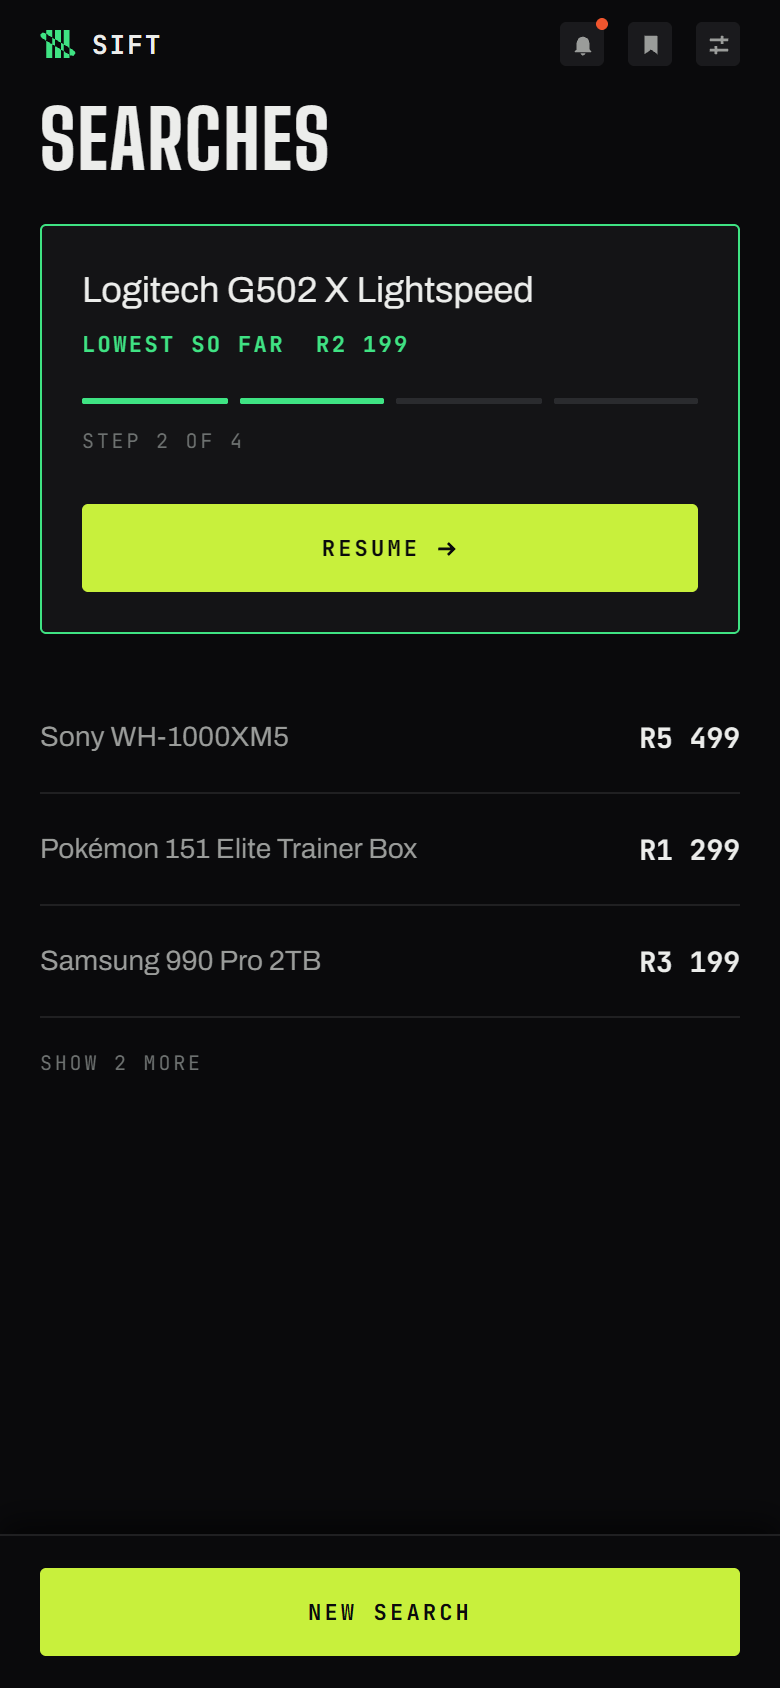 SIFT
SEARCHES
Logitech G502 X Lightspeed
LOWEST SO FAR R2 199
STEP 2 OF 4
RESUME →
Sony WH-1000XM5 R5 499
Pokémon 151 Elite Trainer Box R1 299
Samsung 990 Pro 2TB R3 199
SHOW 2 MORE
NEW SEARCH